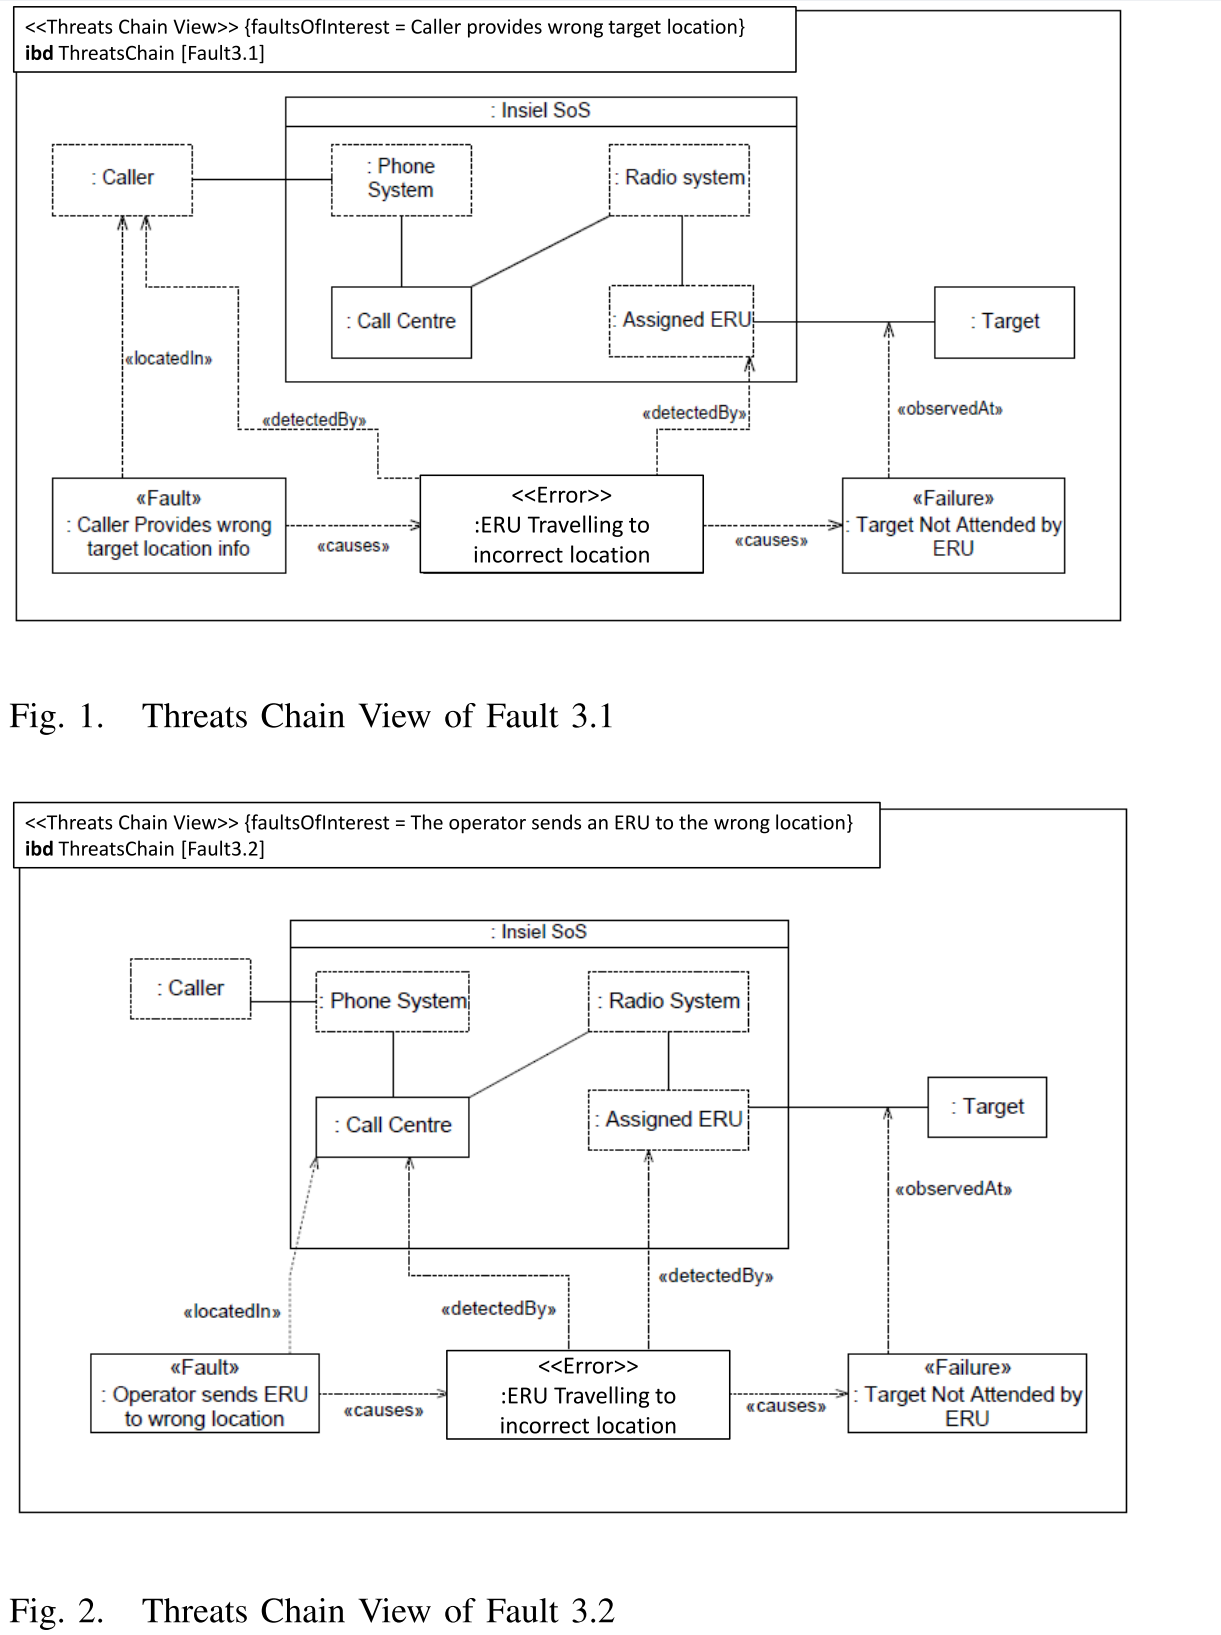 <<Threats Chain View>> {faultsOfInterest = Caller provides wrong target location}
ibd ThreatsChain [Fault3.1]
: Insiel SoS
: Caller
: Phone
System
: Radio system
: Call Centre
: Assigned ERU
: Target
«locatedIn»
«detectedBy»
«detectedBy»
«observedAt»
«Fault»
: Caller Provides wrong
target location info
«causes»
<<Error>>
:ERU Travelling to
incorrect location
«causes»
«Failure»
: Target Not Attended by
ERU
Fig. 1. Threats Chain View of Fault 3.1
<<Threats Chain View>> {faultsOfInterest = The operator sends an ERU to the wrong location}
ibd ThreatsChain [Fault3.2]
: Insiel SoS
: Caller
: Phone System
: Radio System
: Call Centre
: Assigned ERU
: Target
«observedAt»
«locatedIn»
«detectedBy»
«detectedBy»
«Fault»
: Operator sends ERU
to wrong location
«causes»
<<Error>>
:ERU Travelling to
incorrect location
«causes»
«Failure»
: Target Not Attended by
ERU
Fig. 2. Threats Chain View of Fault 3.2